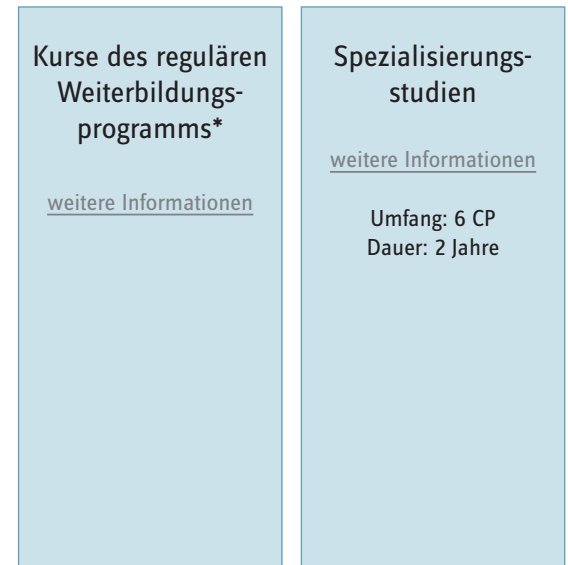 Kurse des regulären
Weiterbildungs-
programms*
weitere Informationen
Spezialisierungs-
studien
weitere Informationen
Umfang: 6 CP
Dauer: 2 Jahre